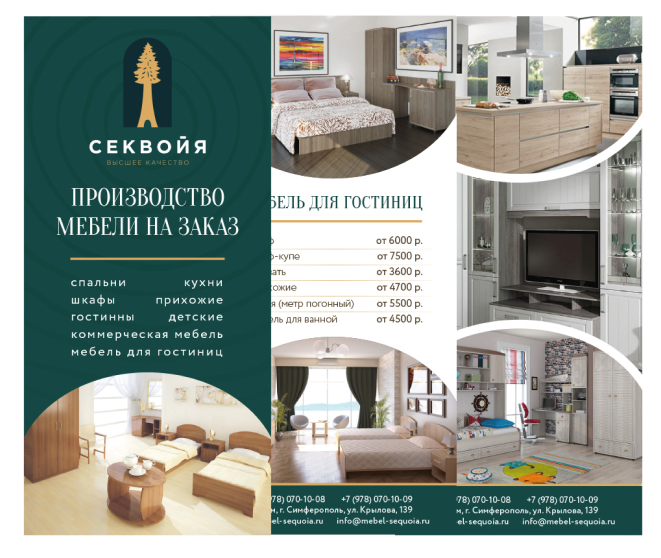 СЕКВОЙЯ
ВЫСШЕЕ КАЧЕСТВО
ПРОИЗВОДСТВО
МЕБЕЛИ НА ЗАКАЗ
спальни кухни
шкафы прихожие
гостинны детские
коммерческая мебель
мебель для гостиниц
ЕБЕЛЬ ДЛЯ ГОСТИНИЦ
от 6000 р.
о-купе от 7500 р.
вать от 3600 р.
хожие от 4700 р.
я (метр погонный) от 5500 р.
ель для ванной от 4500 р.
978) 070-10-08 +7 (978) 070-10-09
м, г. Симферополь, ул. Крылова, 139
el-sequoia.ru info@mebel-sequoia.ru
978) 070-10-08 +7 (978) 070-10-09
м, г. Симферополь, ул. Крылова, 139
el-sequoia.ru info@mebel-sequoia.ru